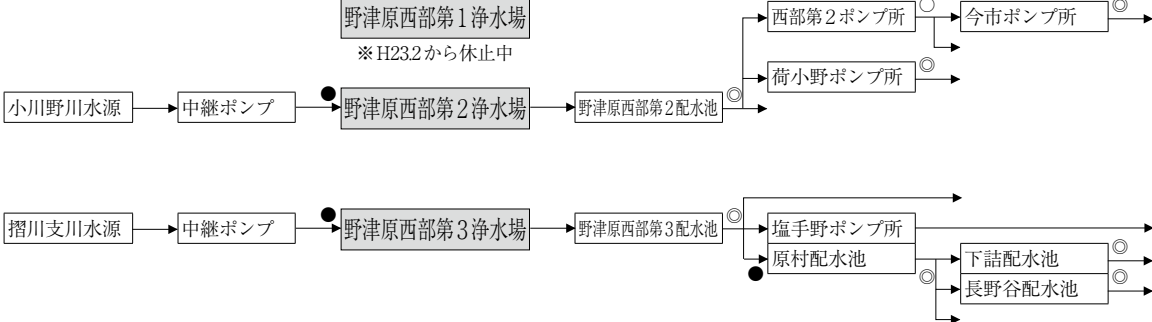 野津原西部第1浄水場
※H23.2から休止中
西部第2ポンプ所
今市ポンプ所
荷小野ポンプ所
小川野川水源
中継ポンプ
野津原西部第2浄水場
野津原西部第2配水池
摺川支川水源
中継ポンプ
野津原西部第3浄水場
野津原西部第3配水池
塩手野ポンプ所
原村配水池
下詰配水池
長野谷配水池